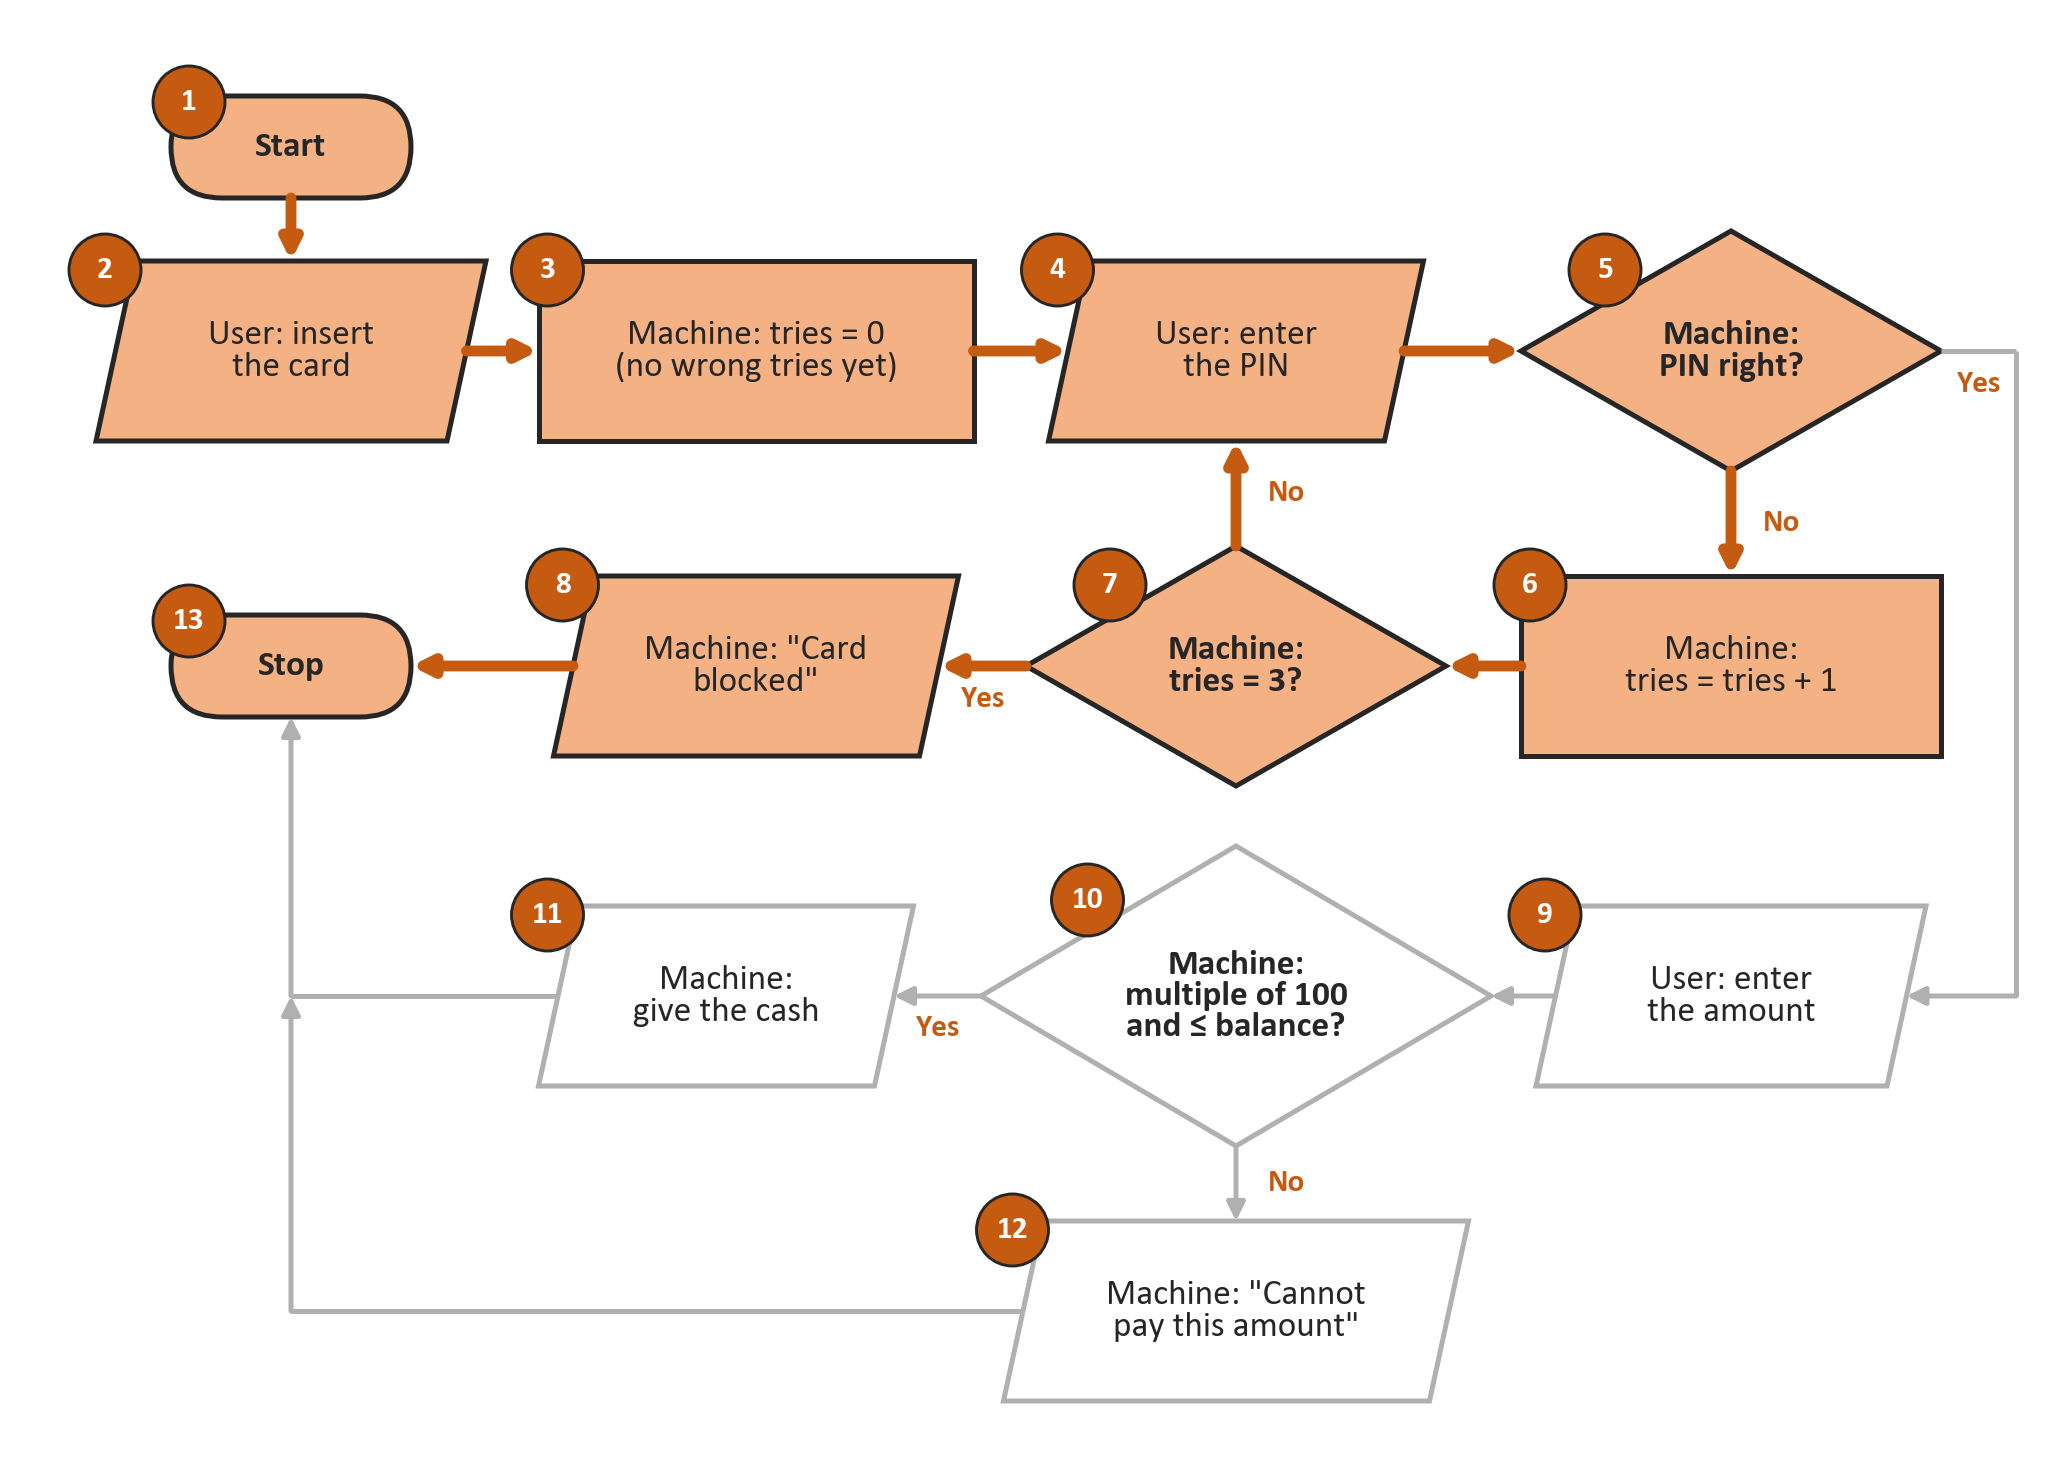 1
Start
2
User: insert
the card
3
Machine: tries = 0
(no wrong tries yet)
4
User: enter
the PIN
5
Machine:
PIN right?
Yes
No
No
13
Stop
8
Machine: "Card
blocked"
Yes
7
Machine:
tries = 3?
6
Machine:
tries = tries + 1
11
Machine:
give the cash
Yes
10
Machine:
multiple of 100
and ≤ balance?
9
User: enter
the amount
No
12
Machine: "Cannot
pay this amount"